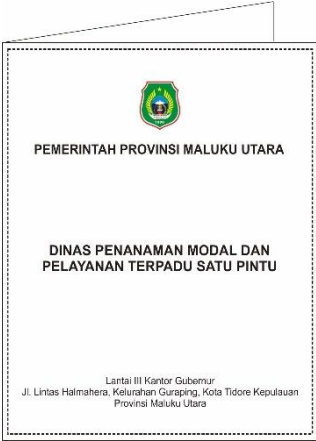 PEMERINTAH PROVINSI MALUKU UTARA
DINAS PENANAMAN MODAL DAN
PELAYANAN TERPADU SATU PINTU
Lantai III Kantor Gubernur
Jl. Lintas Halmahera, Kelurahan Guraping, Kota Tidore Kepulauan
Provinsi Maluku Utara